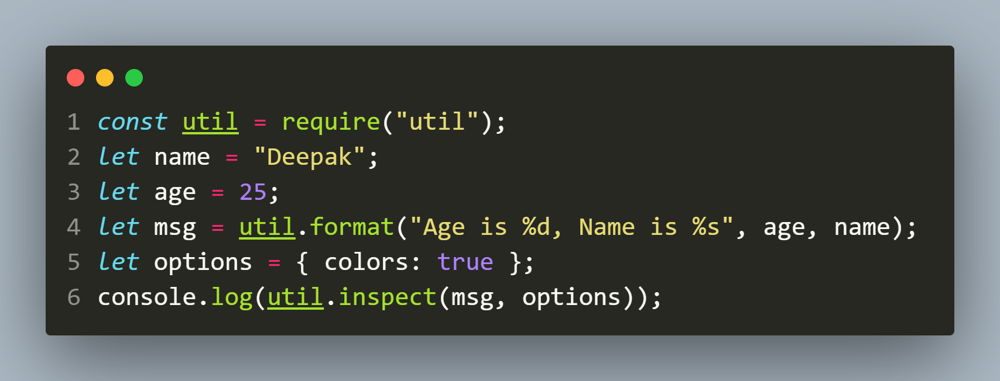 1 const util = require("util");
2 let name = "Deepak";
3 let age = 25;
4 let msg = util.format("Age is %d, Name is %s", age, name);
5 let options = { colors: true };
6 console.log(util.inspect(msg, options));